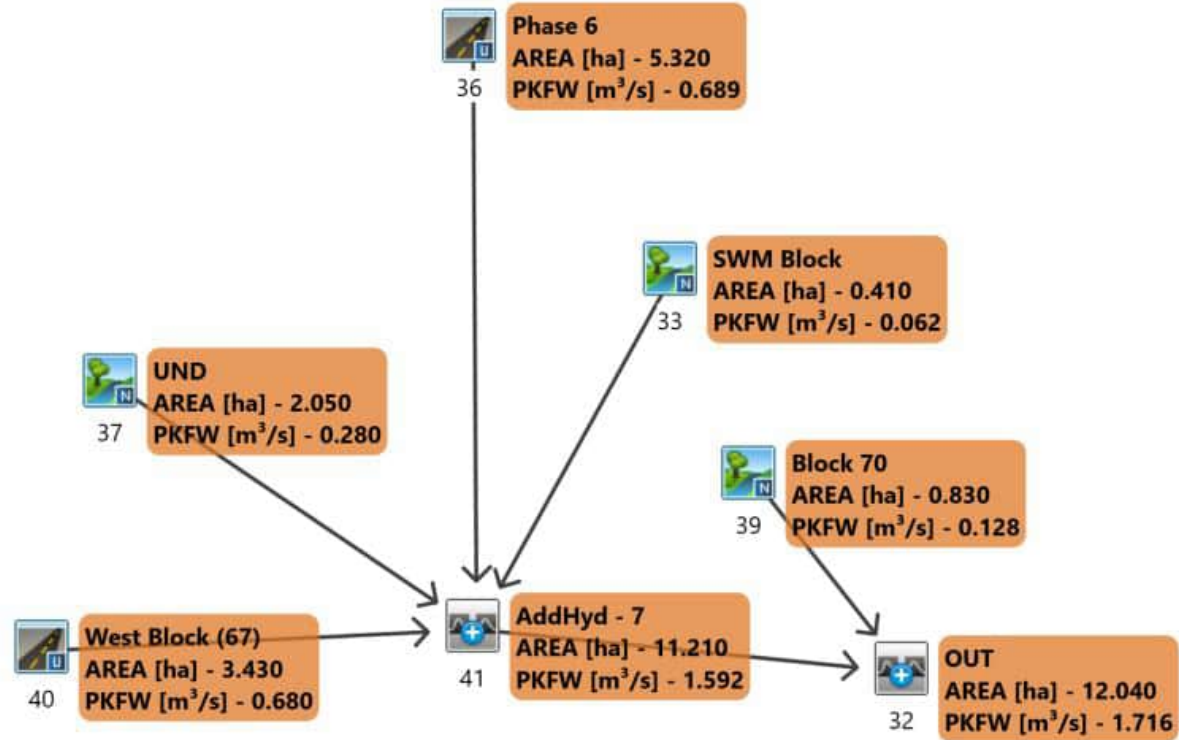 Phase 6
AREA [ha] - 5.320
PKFW [m³/s] - 0.689
U
36
SWM Block
AREA [ha] - 0.410
PKFW [m³/s] - 0.062
N
33
UND
AREA [ha] - 2.050
PKFW [m³/s] - 0.280
N
37
Block 70
AREA [ha] - 0.830
PKFW [m³/s] - 0.128
N
39
West Block (67)
AREA [ha] - 3.430
PKFW [m³/s] - 0.680
U
40
AddHyd - 7
AREA [ha] - 11.210
PKFW [m³/s] - 1.592
41
OUT
AREA [ha] - 12.040
PKFW [m³/s] - 1.716
32